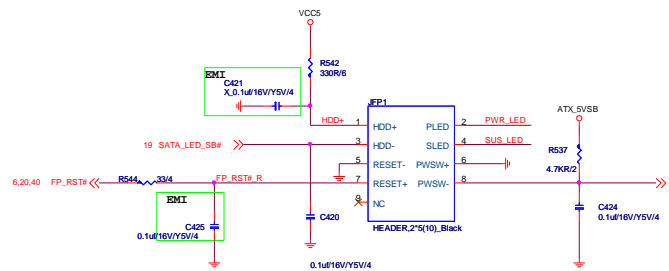 VCC5
R542
330R/6
EMI
C421
X_0.1uf/16V/Y5V/4
JFP1
ATX_5VSB
HDD+ 1 HDD+ PLED 2 PWR_LED
19 SATA_LED_SB# 3 HDD- SLED 4 SUS_LED
5 RESET- PWSW+ 6
R537
4.7KR/2
6,20,40 FP_RST# R544 33/4 FP_RST#_R 7 RESET+ PWSW- 8
9 NC
EMI
C425
0.1uf/16V/Y5V/4
C420
0.1uf/16V/Y5V/4
HEADER,2*5(10)_Black
C424
0.1uf/16V/Y5V/4